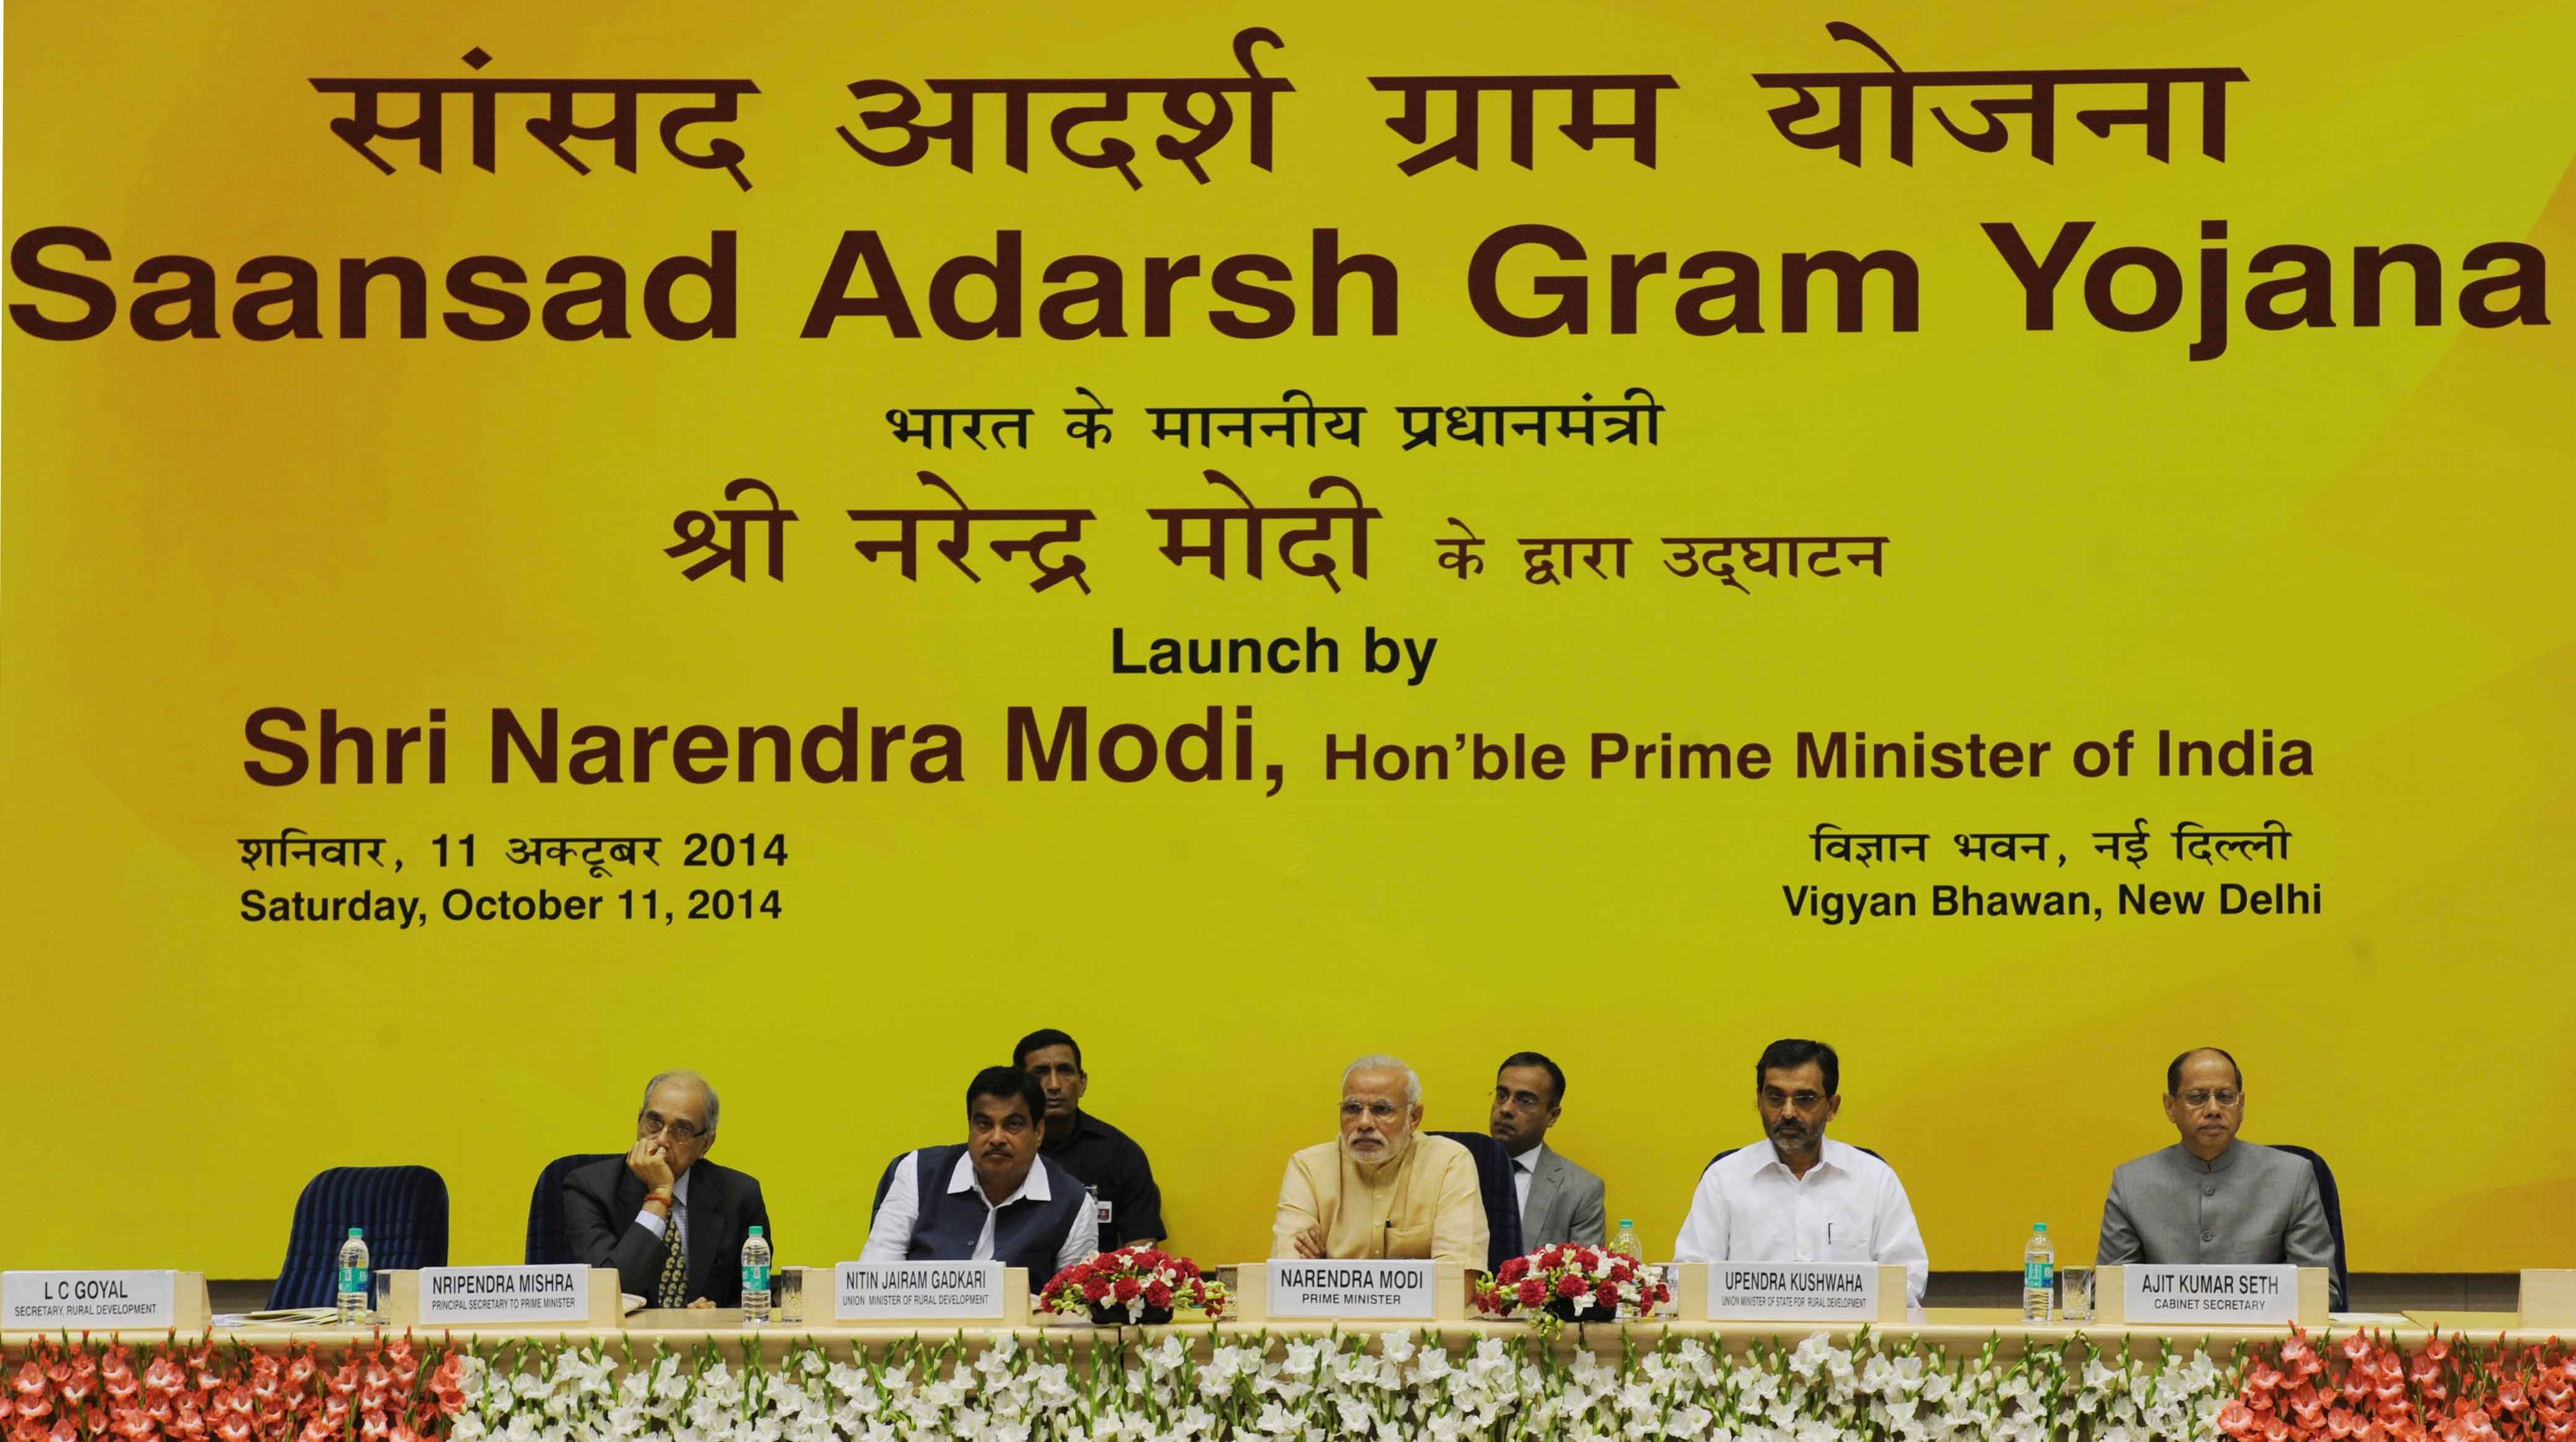 सांसद आदर्श ग्राम योजना
Saansad Adarsh Gram Yojana
भारत के माननीय प्रधानमंत्री
श्री नरेन्द्र मोदी के द्वारा उद्‌घाटन
Launch by
Shri Narendra Modi, Hon'ble Prime Minister of India
शनिवार, 11 अक्टूबर 2014
Saturday, October 11, 2014
विज्ञान भवन, नई दिल्ली
Vigyan Bhawan, New Delhi
L C GOYAL
SECRETARY, RURAL DEVELOPMENT
NRIPENDRA MISHRA
PRINCIPAL SECRETARY TO PRIME MINISTER
NITIN JAIRAM GADKARI
UNION MINISTER OF RURAL DEVELOPMENT
NARENDRA MODI
PRIME MINISTER
UPENDRA KUSHWAHA
UNION MINISTER OF STATE FOR RURAL DEVELOPMENT
AJIT KUMAR SETH
CABINET SECRETARY